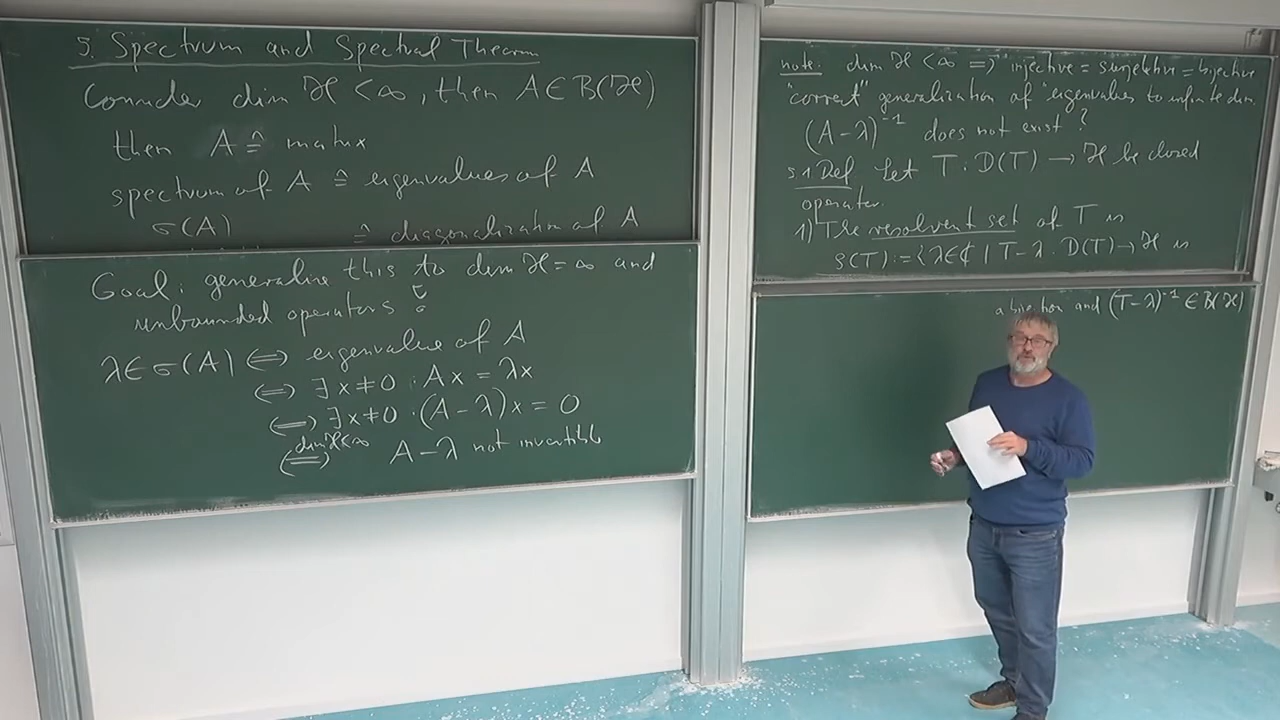 5. Spectrum and Spectral Theorem
Consider dim ℋ < ∞, then A ∈ B(ℋ)
then A ≙ matrix
spectrum of A ≙ eigenvalues of A
σ(A) ≙ diagonalization of A
Goal: generalize this to dim ℋ = ∞ and
unbounded operators!
λ ∈ σ(A) ⟺ eigenvalue of A
⟺ ∃ x ≠ 0 : Ax = λx
⟺ ∃ x ≠ 0 : (A - λ)x = 0
dim ℋ < ∞
⟺ A - λ not invertible
note: dim ℋ < ∞ ⟹ injective = surjective = bijective
"correct" generalization of eigenvalues to infinite dim.
(A - λ)⁻¹ does not exist?
5.1 Def Let T : D(T) → ℋ be closed
operator.
1) The resolvent set of T is
ρ(T) := {λ ∈ ℂ | T - λ : D(T) → ℋ is
a bijection and (T - λ)⁻¹ ∈ B(ℋ)}